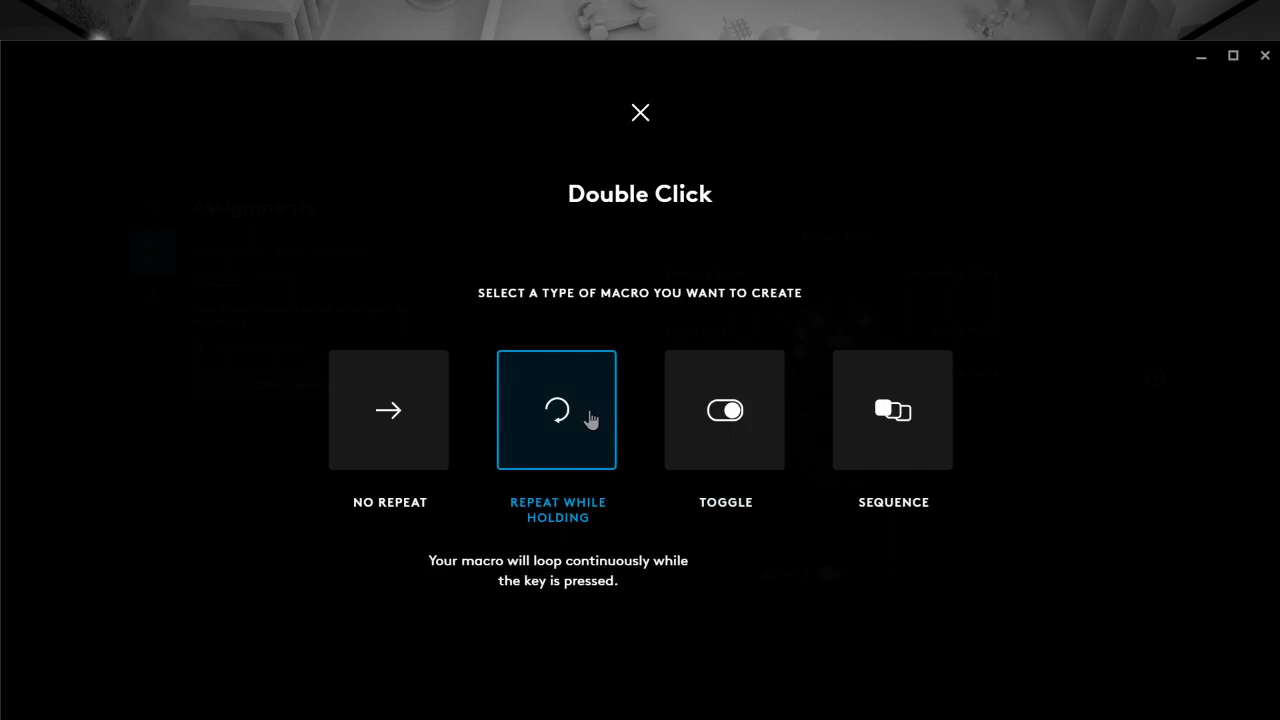 Double Click
Assignments
SELECT A TYPE OF MACRO YOU WANT TO CREATE
NO REPEAT
REPEAT WHILE
HOLDING
TOGGLE
SEQUENCE
Your macro will loop continuously while
the key is pressed.